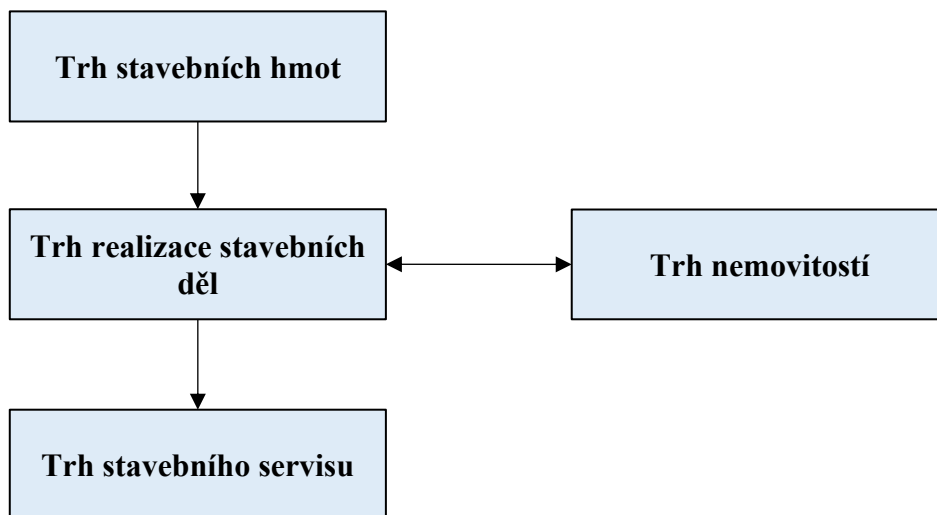 Trh stavebních hmot
Trh realizace stavebních
děl
Trh nemovitostí
Trh stavebního servisu